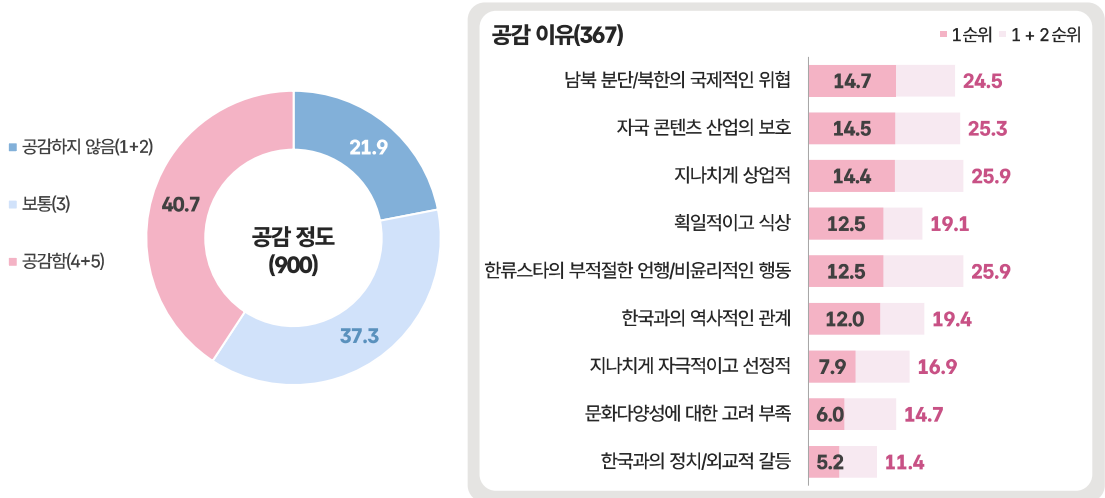 공감하지 않음(1+2)
보통(3)
공감함(4+5)
21.9
40.7
37.3
공감 정도
(900)
공감 이유(367)
1순위 1 + 2순위
남북 분단/북한의 국제적인 위협 14.7 24.5
자국 콘텐츠 산업의 보호 14.5 25.3
지나치게 상업적 14.4 25.9
획일적이고 식상 12.5 19.1
한류스타의 부적절한 언행/비윤리적인 행동 12.5 25.9
한국과의 역사적인 관계 12.0 19.4
지나치게 자극적이고 선정적 7.9 16.9
문화다양성에 대한 고려 부족 6.0 14.7
한국과의 정치/외교적 갈등 5.2 11.4